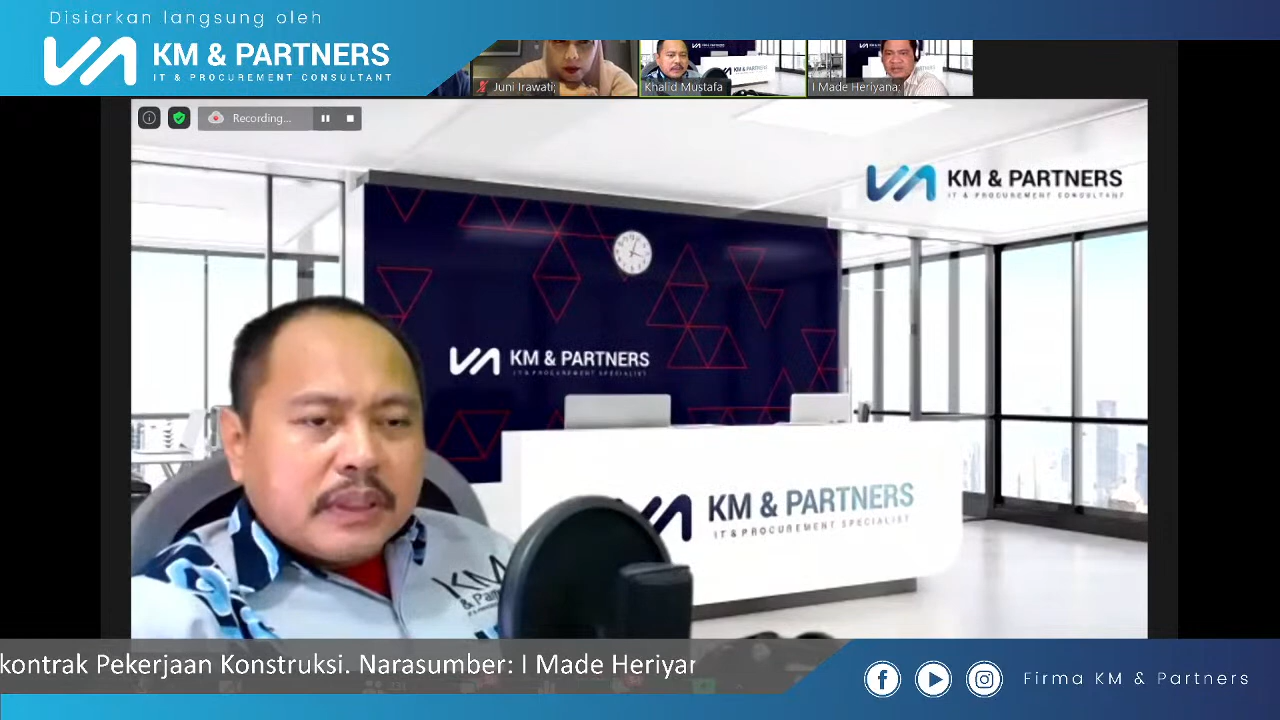 Disiarkan langsung oleh
KM & PARTNERS
IT & PROCUREMENT CONSULTANT
Juni Irawati;
Khalid Mustafa
I Made Heriyana;
Recording...
KM & PARTNERS
IT & PROCUREMENT CONSULTANT
KM & PARTNERS
IT & PROCUREMENT SPECIALIST
KM & PARTNERS
IT & PROCUREMENT SPECIALIST
KM
kontrak Pekerjaan Konstruksi. Narasumber: I Made Heriyar
Firma KM & Partners